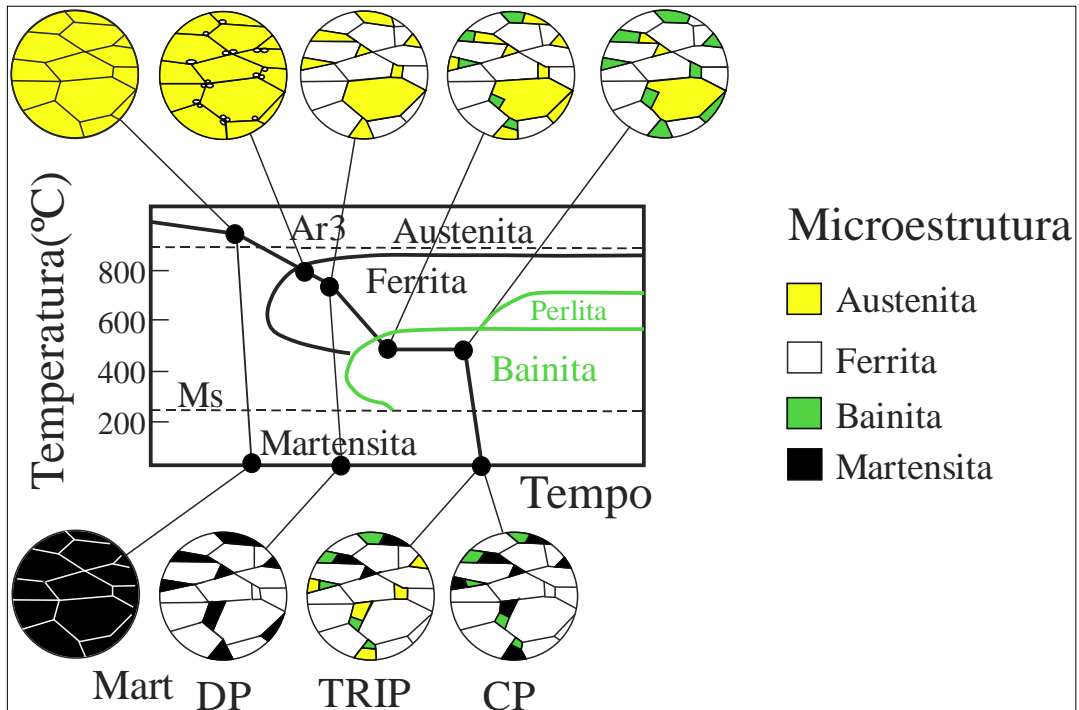 Temperatura(ºC)
800
600
400
200
Ar3
Austenita
Ferrita
Perlita
Bainita
Ms
Martensita
Tempo
Microestrutura
Austenita
Ferrita
Bainita
Martensita
Mart
DP
TRIP
CP